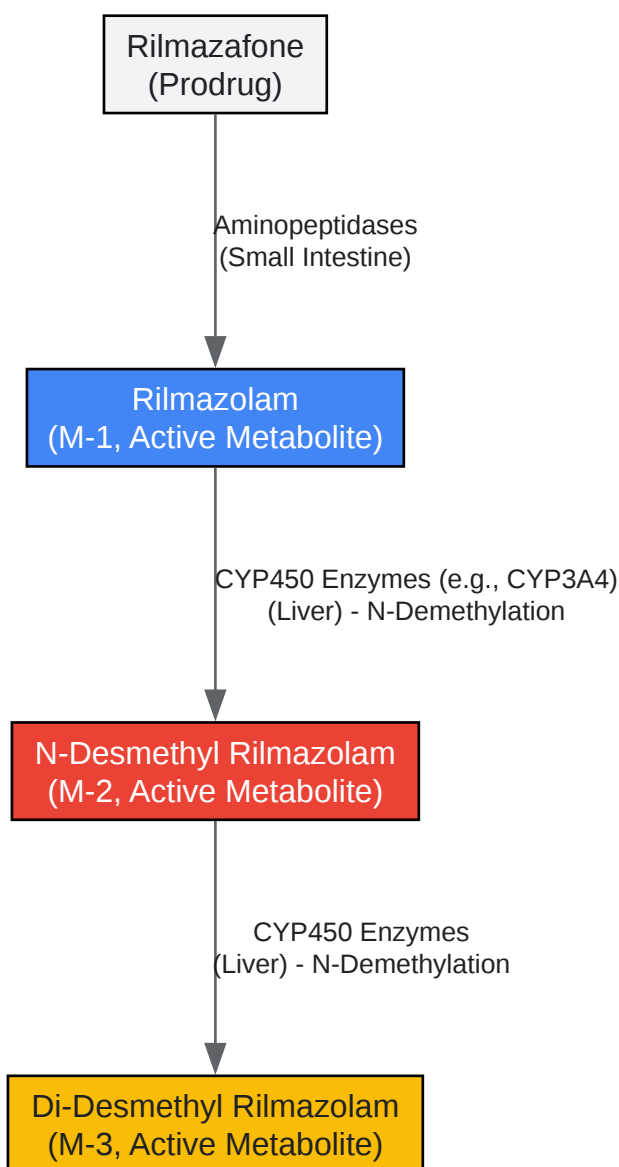 Rilmazafone
(Prodrug)
Aminopeptidases
(Small Intestine)
Rilmazolam
(M-1, Active Metabolite)
CYP450 Enzymes (e.g., CYP3A4)
(Liver) - N-Demethylation
N-Desmethyl Rilmazolam
(M-2, Active Metabolite)
CYP450 Enzymes
(Liver) - N-Demethylation
Di-Desmethyl Rilmazolam
(M-3, Active Metabolite)